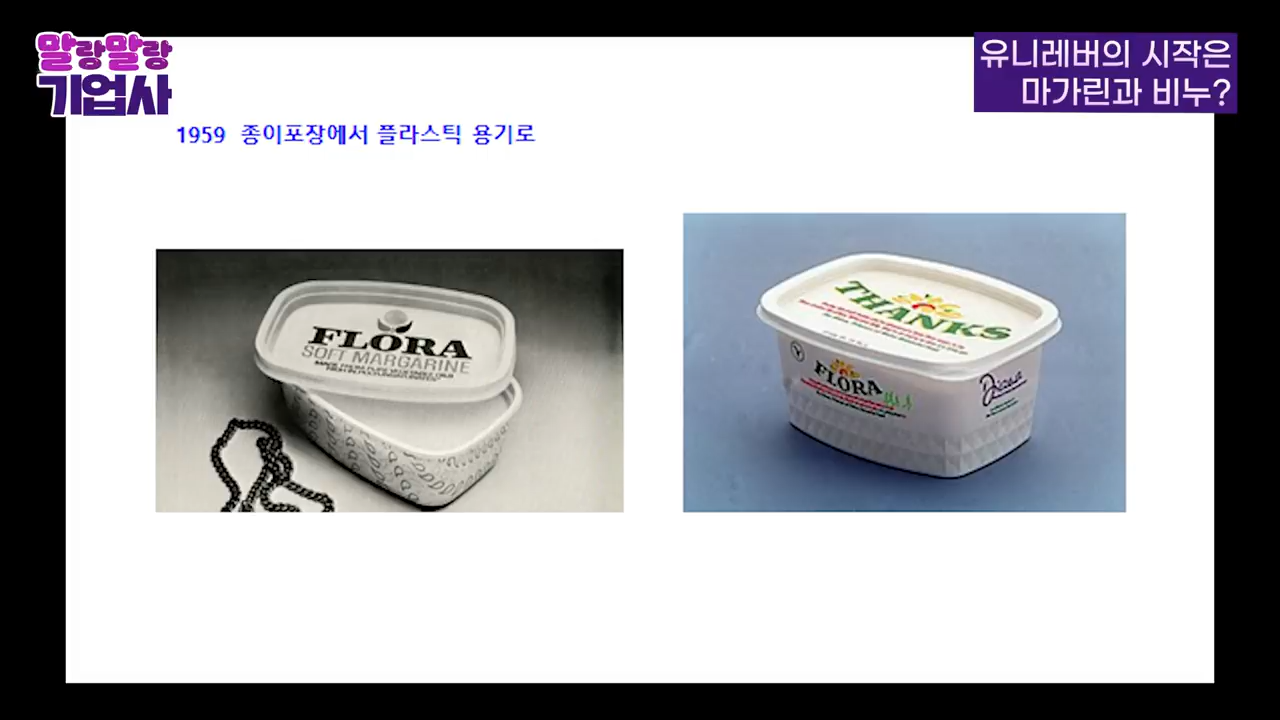 말랑말랑
기업사
유니레버의 시작은
마가린과 비누?
1959 종이포장에서 플라스틱 용기로
FLORA
SOFT MARGARINE
THANKS
FLORA
Diana